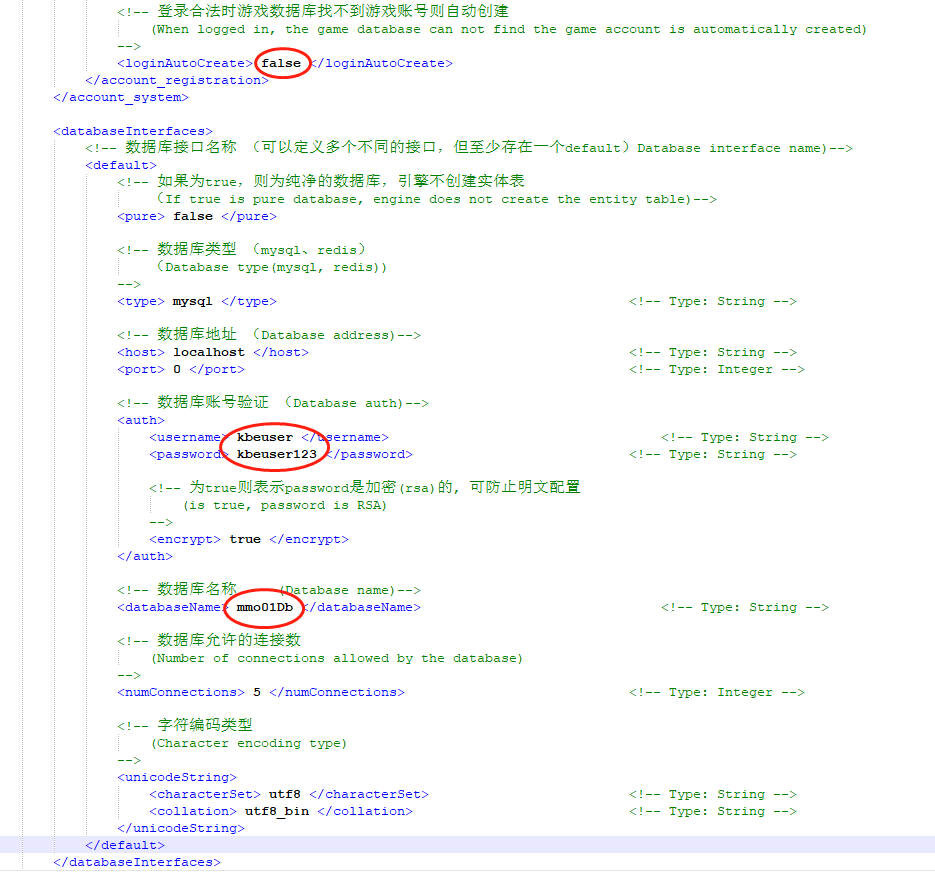 <!-- 登录合法时游戏数据库找不到游戏账号则自动创建
(When logged in, the game database can not find the game account is automatically created)
-->
<loginAutoCreate> false </loginAutoCreate>
</account_registration>
</account_system>
<databaseInterfaces>
<!-- 数据库接口名称 （可以定义多个不同的接口，但至少存在一个default）Database interface name)-->
<default>
<!-- 如果为true，则为纯净的数据库，引擎不创建实体表
（If true is pure database, engine does not create the entity table)-->
<pure> false </pure>
<!-- 数据库类型 （mysql、redis）
（Database type(mysql, redis))
-->
<type> mysql </type> <!-- Type: String -->
<!-- 数据库地址 （Database address)-->
<host> localhost </host> <!-- Type: String -->
<port> 0 </port> <!-- Type: Integer -->
<!-- 数据库账号验证 （Database auth)-->
<auth>
<username> kbeuser </username> <!-- Type: String -->
<password> kbeuser123 </password> <!-- Type: String -->
<!-- 为true则表示password是加密(rsa)的, 可防止明文配置
(is true, password is RSA)
-->
<encrypt> true </encrypt>
</auth>
<!-- 数据库名称 (Database name)-->
<databaseName> mmo01Db </databaseName> <!-- Type: String -->
<!-- 数据库允许的连接数
(Number of connections allowed by the database)
-->
<numConnections> 5 </numConnections> <!-- Type: Integer -->
<!-- 字符编码类型
(Character encoding type)
-->
<unicodeString>
<characterSet> utf8 </characterSet> <!-- Type: String -->
<collation> utf8_bin </collation> <!-- Type: String -->
</unicodeString>
</default>
</databaseInterfaces>